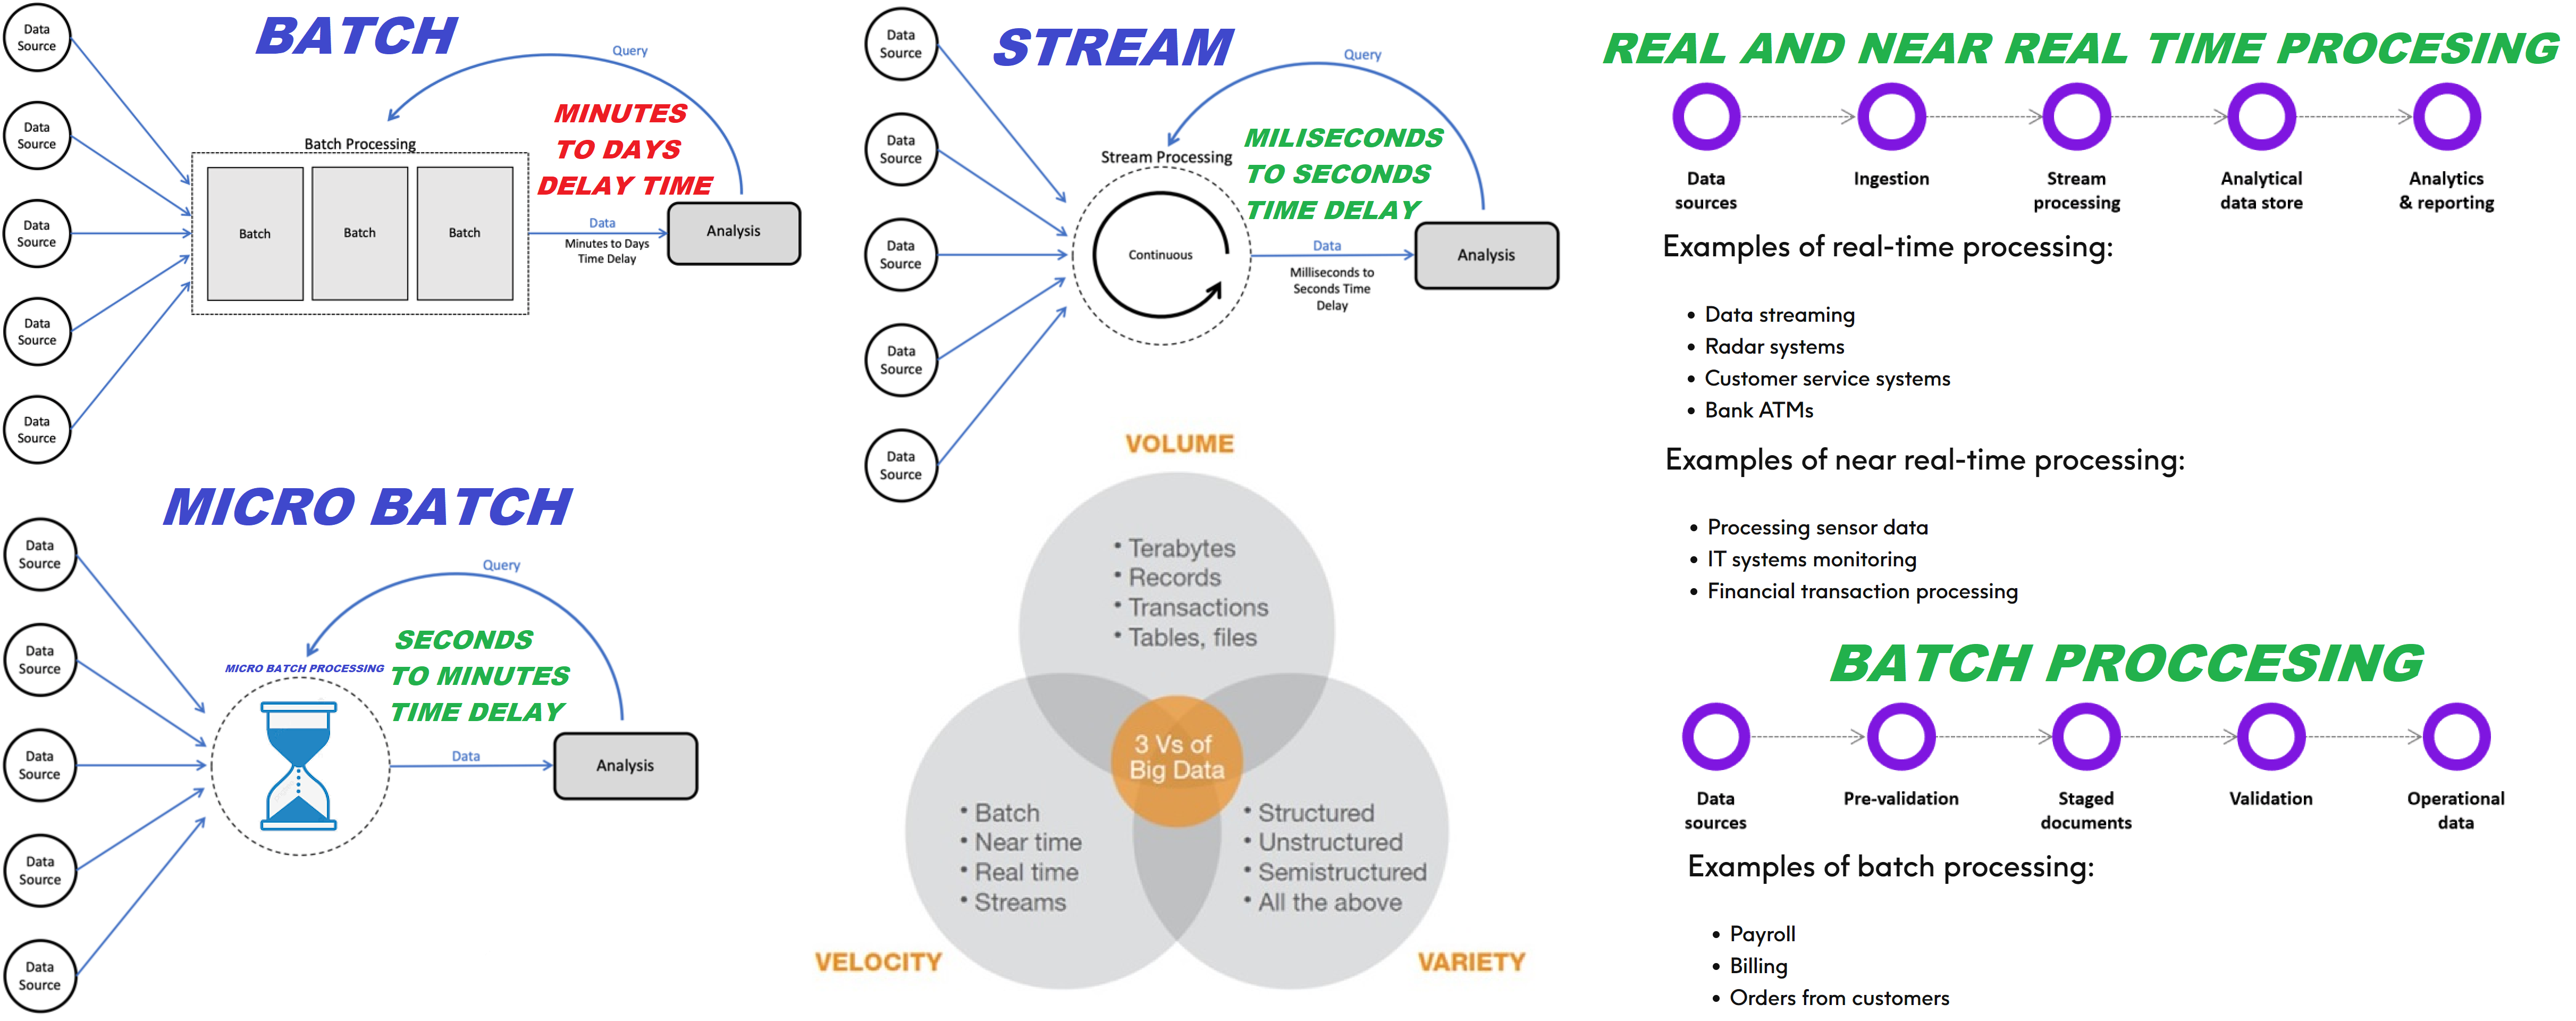 BATCH
Data
Source
Data
Source
Data
Source
Data
Source
Data
Source
Query
Batch Processing
Batch
Batch
Batch
MINUTES
TO DAYS
DELAY TIME
Data
Minutes to Days
Time Delay
Analysis
STREAM
Data
Source
Data
Source
Data
Source
Data
Source
Data
Source
Query
Stream Processing
Continuous
MILISECONDS
TO SECONDS
TIME DELAY
Data
Milliseconds to
Seconds Time
Delay
Analysis
MICRO BATCH
Data
Source
Data
Source
Data
Source
Data
Source
Data
Source
Query
MICRO BATCH PROCESSING
SECONDS
TO MINUTES
TIME DELAY
Data
Analysis
VOLUME
• Terabytes
• Records
• Transactions
• Tables, files
3 Vs of
Big Data
• Batch
• Near time
• Real time
• Streams
VELOCITY
• Structured
• Unstructured
• Semistructured
• All the above
VARIETY
REAL AND NEAR REAL TIME PROCESING
Data
sources
Ingestion
Stream
processing
Analytical
data store
Analytics
& reporting
Examples of real-time processing:
• Data streaming
• Radar systems
• Customer service systems
• Bank ATMs
Examples of near real-time processing:
• Processing sensor data
• IT systems monitoring
• Financial transaction processing
BATCH PROCCESING
Data
sources
Pre-validation
Staged
documents
Validation
Operational
data
Examples of batch processing:
• Payroll
• Billing
• Orders from customers